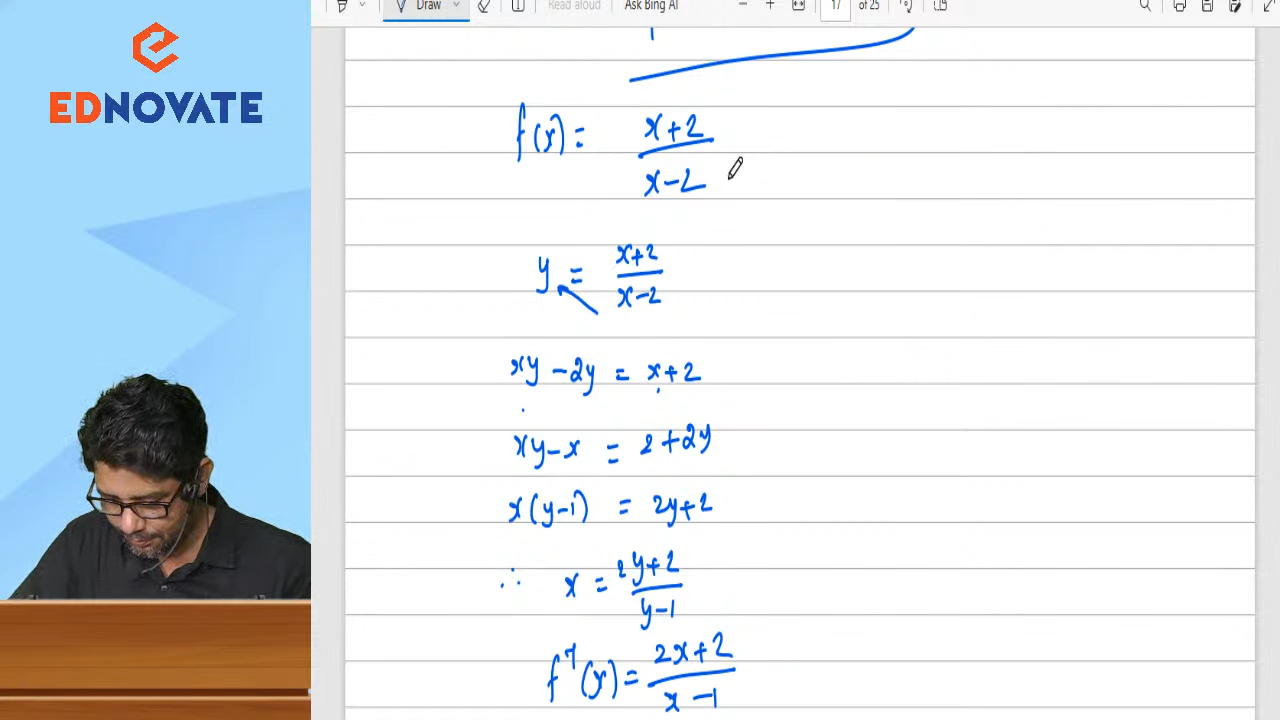 Draw
Read aloud
Ask Bing AI
17 of 25
EDNOVATE
f(x) = x+2 / x-2
y = x+2 / x-2
xy - 2y = x+2
xy - x = 2 + 2y
x(y-1) = 2y+2
∴ x = 2y+2 / y-1
f⁻¹(x) = 2x+2 / x-1